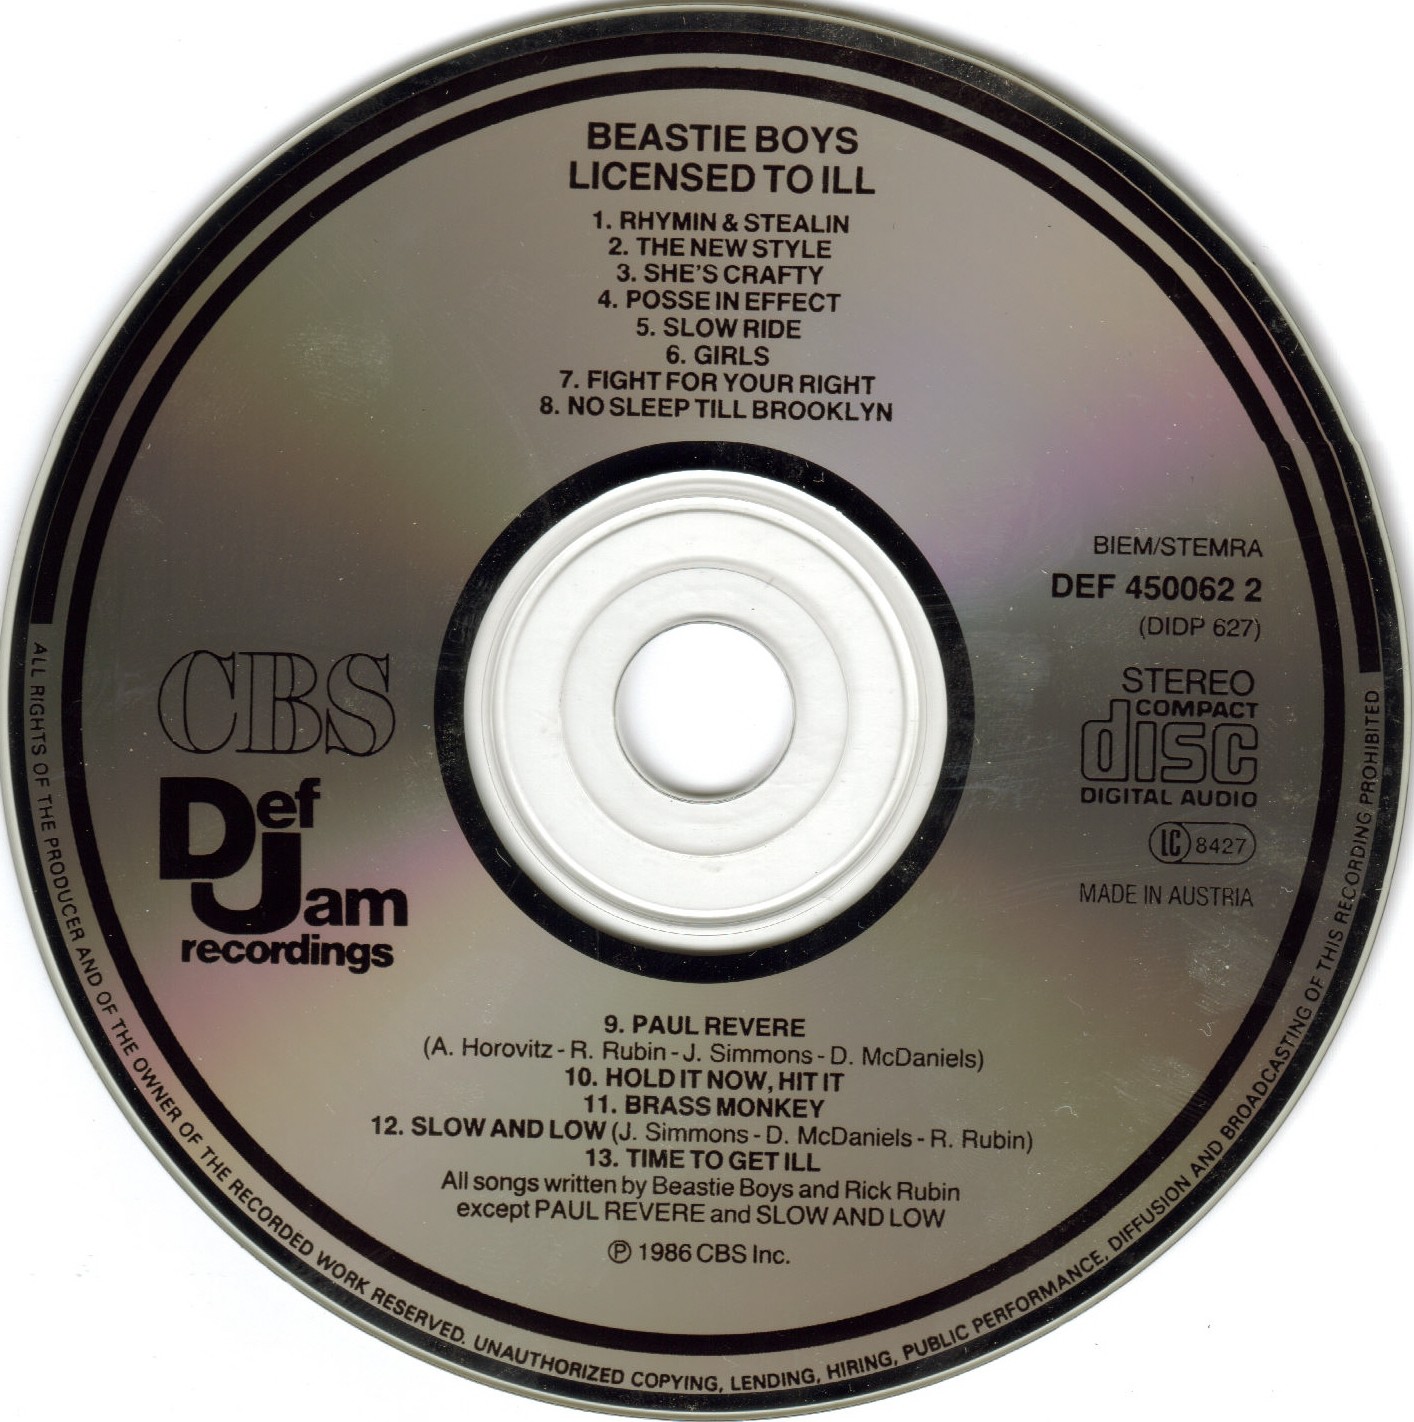 BEASTIE BOYS
LICENSED TO ILL
1. RHYMIN & STEALIN
2. THE NEW STYLE
3. SHE'S CRAFTY
4. POSSE IN EFFECT
5. SLOW RIDE
6. GIRLS
7. FIGHT FOR YOUR RIGHT
8. NO SLEEP TILL BROOKLYN
BIEM/STEMRA
DEF 450062 2
(DIDP 627)
STEREO
COMPACT
disc
DIGITAL AUDIO
LC 8427
MADE IN AUSTRIA
CBS
Def
Jam
recordings
9. PAUL REVERE
(A. Horovitz - R. Rubin - J. Simmons - D. McDaniels)
10. HOLD IT NOW, HIT IT
11. BRASS MONKEY
12. SLOW AND LOW (J. Simmons - D. McDaniels - R. Rubin)
13. TIME TO GET ILL
All songs written by Beastie Boys and Rick Rubin
except PAUL REVERE and SLOW AND LOW
℗ 1986 CBS Inc.
ALL RIGHTS OF THE PRODUCER AND OF THE OWNER OF THE RECORDED WORK RESERVED. UNAUTHORIZED COPYING, LENDING, HIRING, PUBLIC PERFORMANCE, DIFFUSION AND BROADCASTING OF THIS RECORDING PROHIBITED